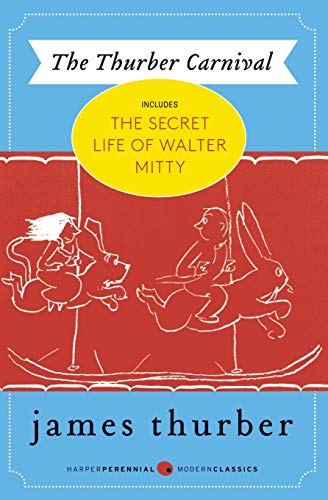 The Thurber Carnival
INCLUDES
THE SECRET
LIFE OF WALTER
MITTY
james thurber
HARPERPERENNIAL MODERNCLASSICS